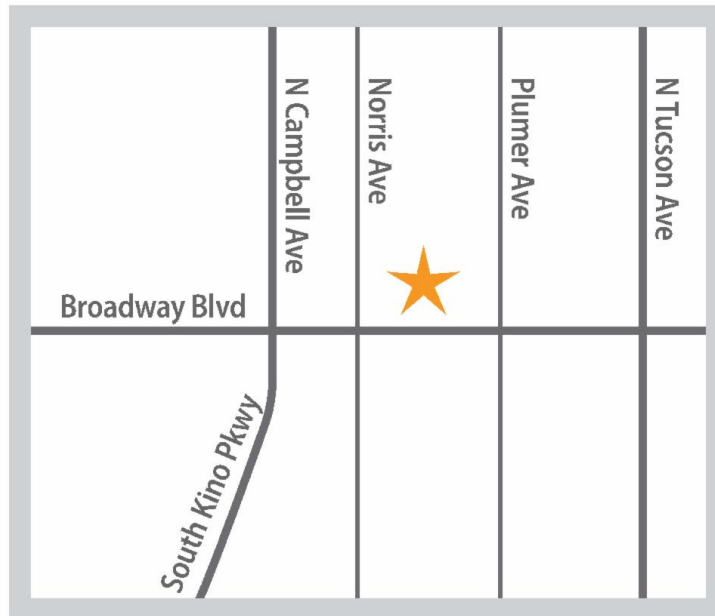 N Campbell Ave
Norris Ave
Plumer Ave
N Tucson Ave
Broadway Blvd
South Kino Pkwy